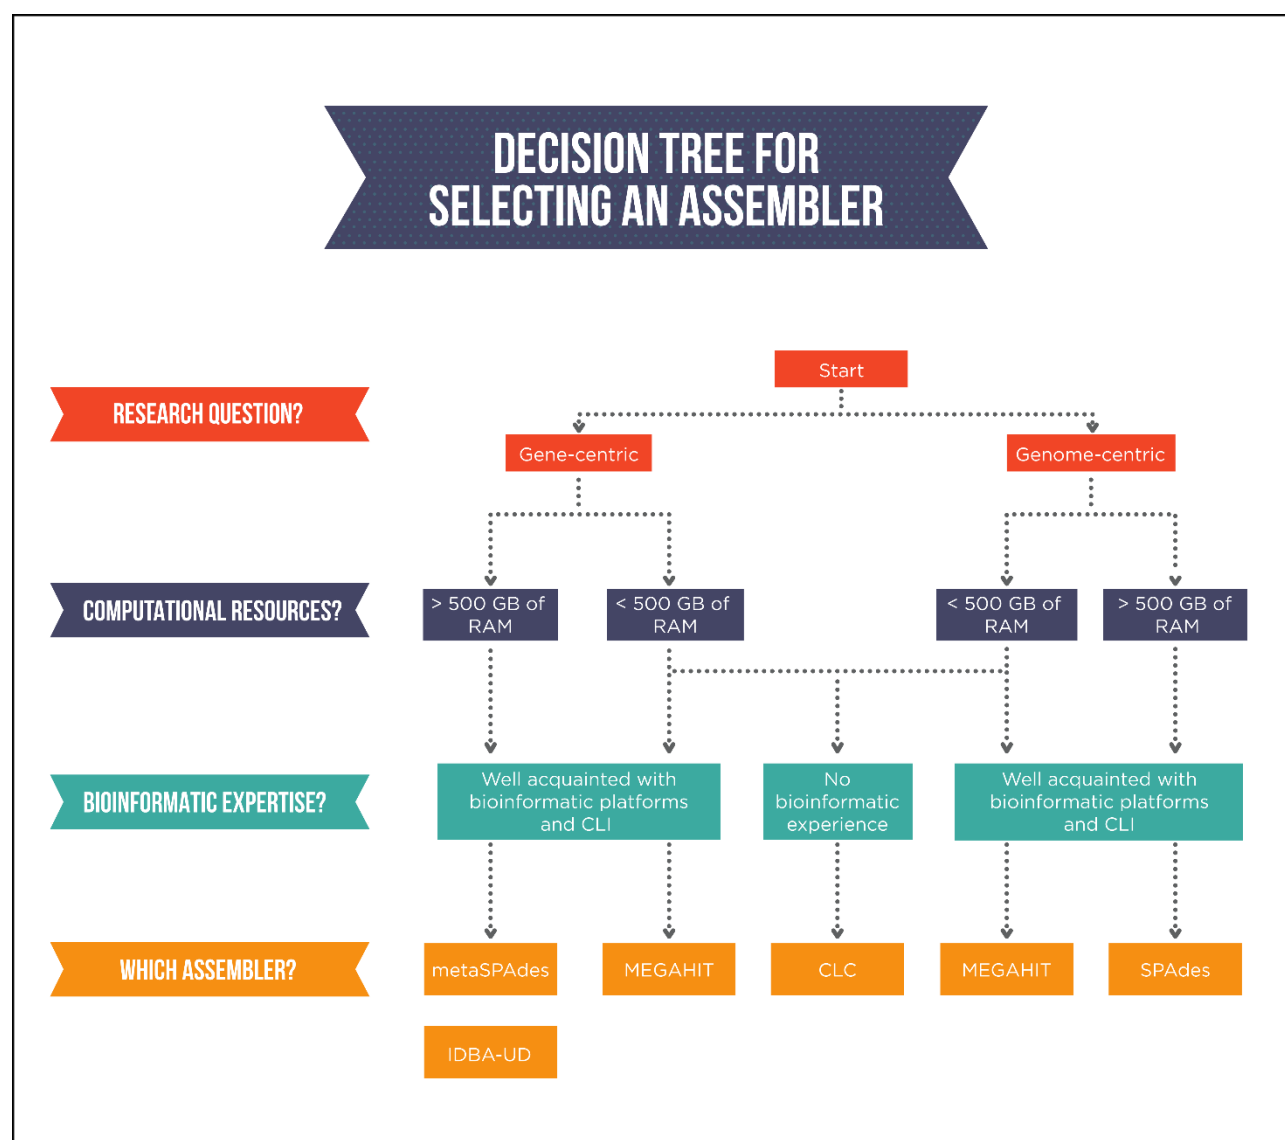 DECISION TREE FOR
SELECTING AN ASSEMBLER
Start
RESEARCH QUESTION?
Gene-centric
Genome-centric
COMPUTATIONAL RESOURCES?
> 500 GB of
RAM
< 500 GB of
RAM
< 500 GB of
RAM
> 500 GB of
RAM
BIOINFORMATIC EXPERTISE?
Well acquainted with
bioinformatic platforms
and CLI
No
bioinformatic
experience
Well acquainted with
bioinformatic platforms
and CLI
WHICH ASSEMBLER?
metaSPAdes
MEGAHIT
CLC
MEGAHIT
SPAdes
IDBA-UD